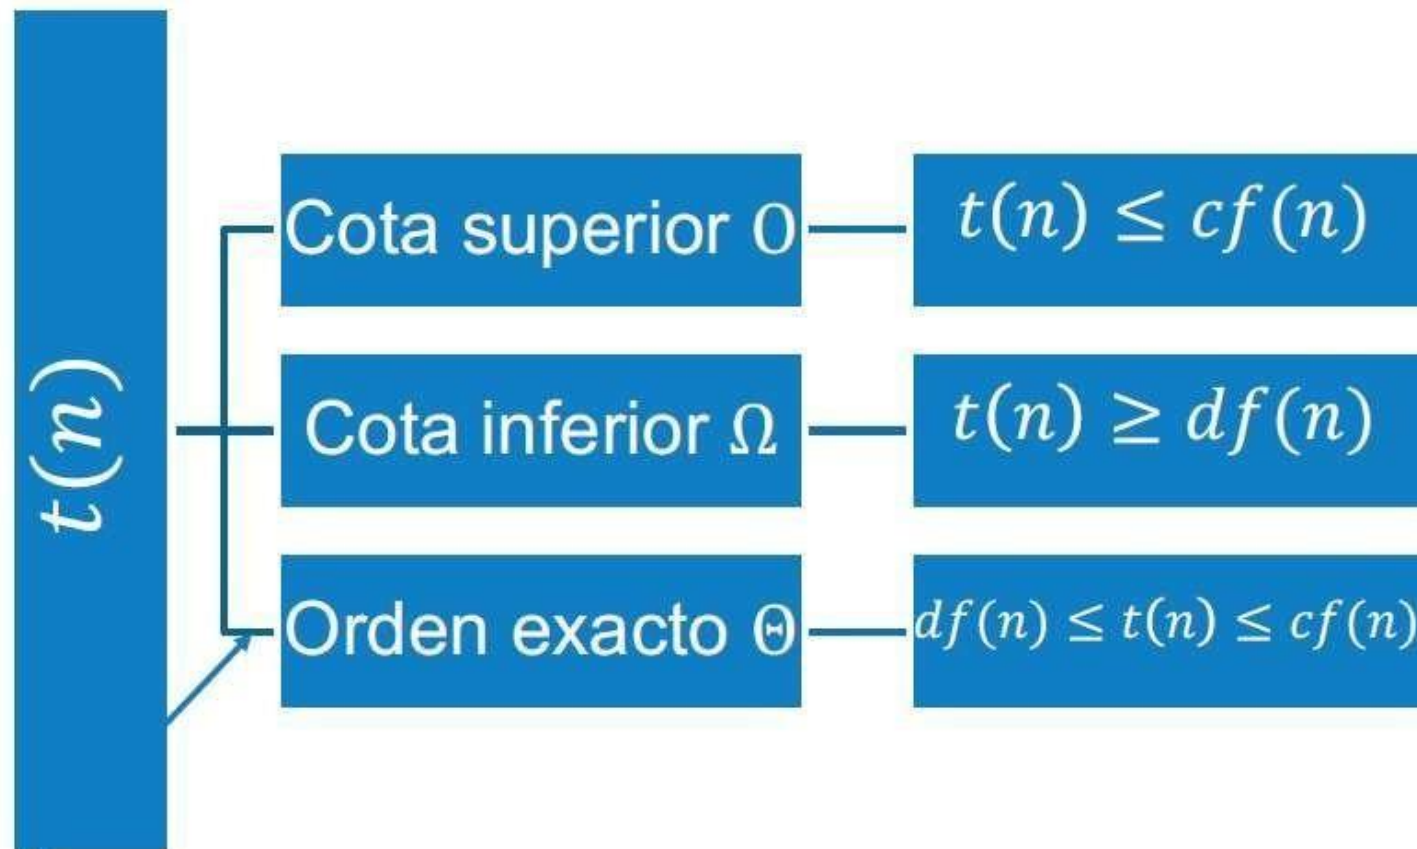 t(n)
Cota superior O
t(n) ≤ cf(n)
Cota inferior Ω
t(n) ≥ df(n)
Orden exacto Θ
df(n) ≤ t(n) ≤ cf(n)